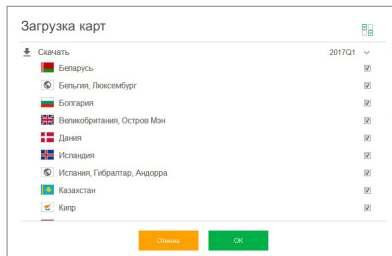 Загрузка карт
Скачать 2017Q1
Беларусь
Бельгия, Люксембург
Болгария
Великобритания, Остров Мэн
Дания
Исландия
Испания, Гибралтар, Андорра
Казахстан
Кипр
Отмена OK